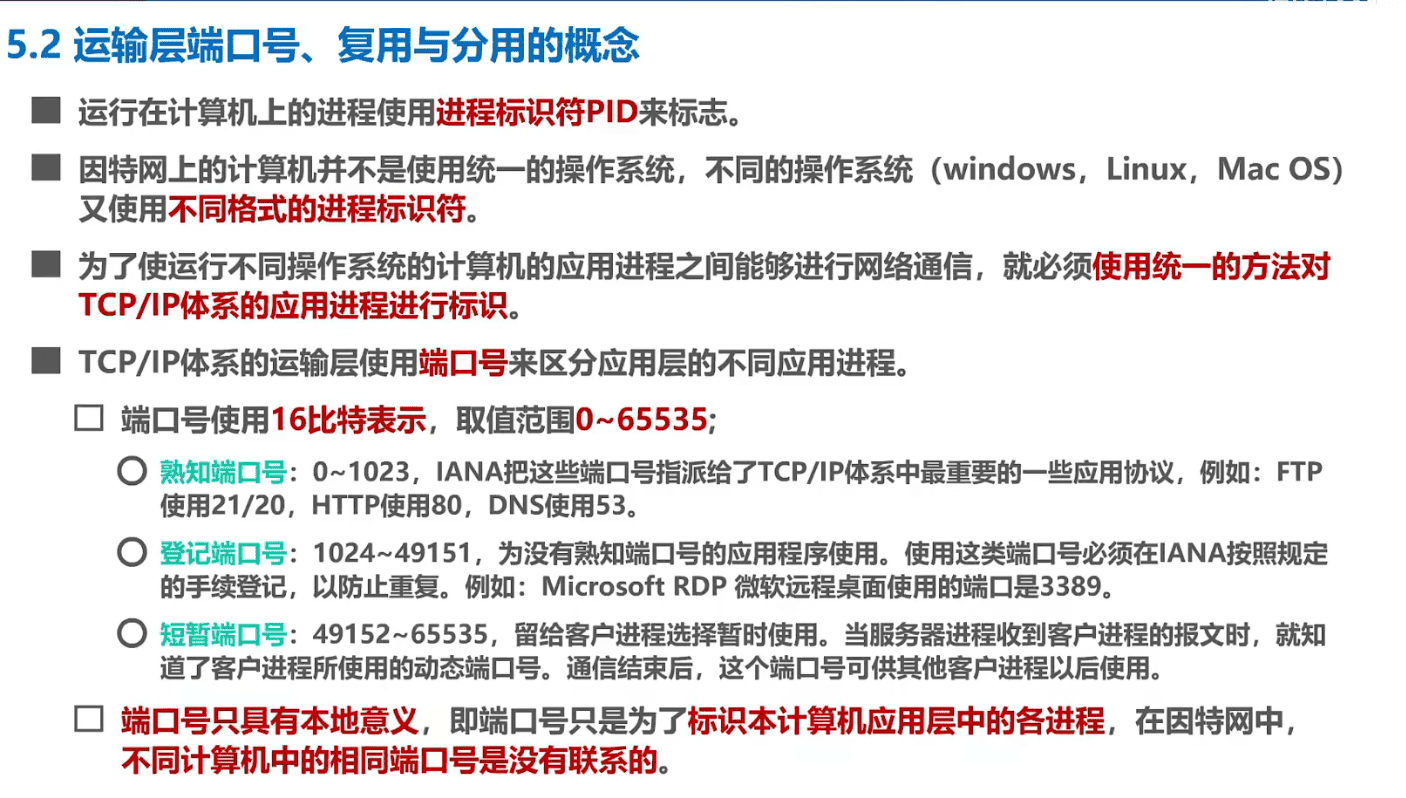 5.2 运输层端口号、复用与分用的概念
运行在计算机上的进程使用进程标识符PID来标志。
因特网上的计算机并不是使用统一的操作系统，不同的操作系统（windows，Linux，Mac OS）
又使用不同格式的进程标识符。
为了使运行不同操作系统的计算机的应用进程之间能够进行网络通信，就必须使用统一的方法对
TCP/IP体系的应用进程进行标识。
TCP/IP体系的运输层使用端口号来区分应用层的不同应用进程。
端口号使用16比特表示，取值范围0~65535;
熟知端口号：0~1023，IANA把这些端口号指派给了TCP/IP体系中最重要的一些应用协议，例如：FTP
使用21/20，HTTP使用80，DNS使用53。
登记端口号：1024~49151，为没有熟知端口号的应用程序使用。使用这类端口号必须在IANA按照规定
的手续登记，以防止重复。例如：Microsoft RDP 微软远程桌面使用的端口是3389。
短暂端口号：49152~65535，留给客户进程选择暂时使用。当服务器进程收到客户进程的报文时，就知
道了客户进程所使用的动态端口号。通信结束后，这个端口号可供其他客户进程以后使用。
端口号只具有本地意义，即端口号只是为了标识本计算机应用层中的各进程，在因特网中，
不同计算机中的相同端口号是没有联系的。